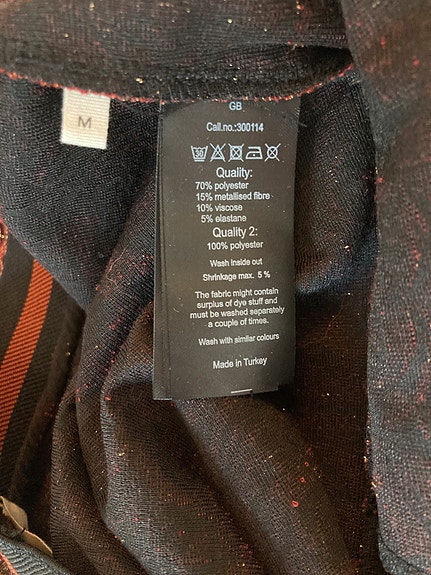 M
GB
Cail.no.:300114
30
Quality:
70% polyester
15% metallised fibre
10% viscose
5% elastane
Quality 2:
100% polyester
Wash inside out
Shrinkage max. 5 %
The fabric might contain
surplus of dye stuff and
must be washed separately
a couple of times.
Wash with similar colours
Made in Turkey